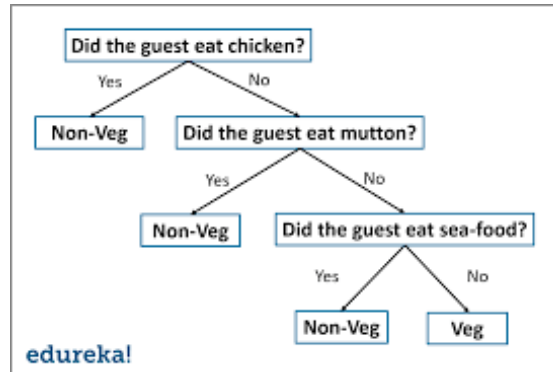 Did the guest eat chicken?
Yes
No
Non-Veg
Did the guest eat mutton?
Yes
No
Non-Veg
Did the guest eat sea-food?
Yes
No
Non-Veg
Veg
edureka!